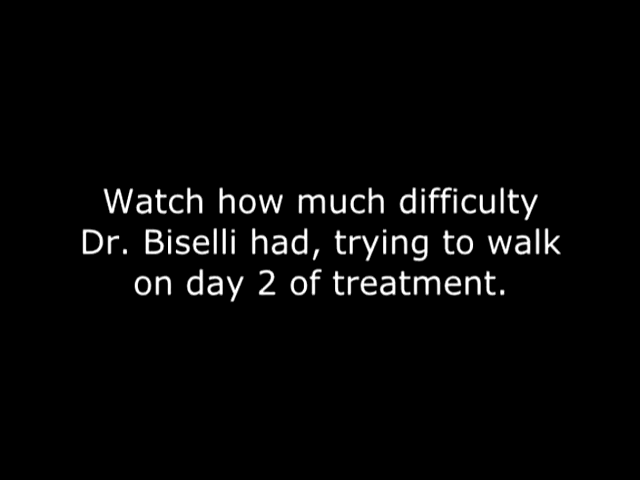 Watch how much difficulty
Dr. Biselli had, trying to walk
on day 2 of treatment.